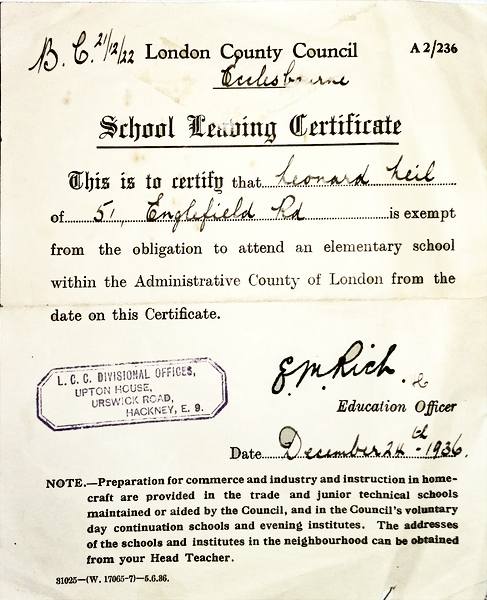 B. C. 21/12/22 London County Council A 2/236
Ecclesbourne
School Leaving Certificate
This is to certify that Leonard Neil
of 51, Englefield Rd is exempt
from the obligation to attend an elementary school
within the Administrative County of London from the
date on this Certificate.
L. C. C. DIVISIONAL OFFICES,
UPTON HOUSE,
URSWICK ROAD,
HACKNEY, E. 9.
E. M. Rich
Education Officer
Date December 24th - 1936.
NOTE.—Preparation for commerce and industry and instruction in home-
craft are provided in the trade and junior technical schools
maintained or aided by the Council, and in the Council's voluntary
day continuation schools and evening institutes. The addresses
of the schools and institutes in the neighbourhood can be obtained
from your Head Teacher.
31025—(W. 17065-7)—5.6.36.